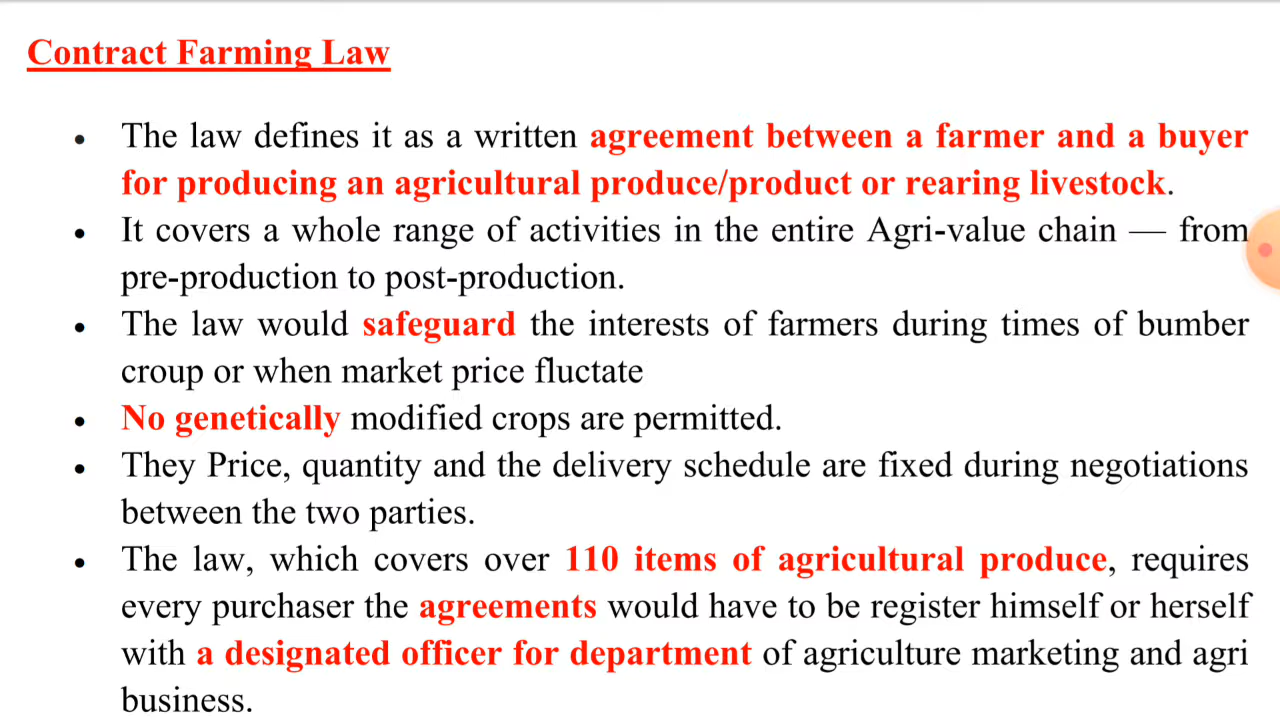 Contract Farming Law
• The law defines it as a written agreement between a farmer and a buyer
for producing an agricultural produce/product or rearing livestock.
• It covers a whole range of activities in the entire Agri-value chain — from
pre-production to post-production.
• The law would safeguard the interests of farmers during times of bumber
croup or when market price fluctate
• No genetically modified crops are permitted.
• They Price, quantity and the delivery schedule are fixed during negotiations
between the two parties.
• The law, which covers over 110 items of agricultural produce, requires
every purchaser the agreements would have to be register himself or herself
with a designated officer for department of agriculture marketing and agri
business.